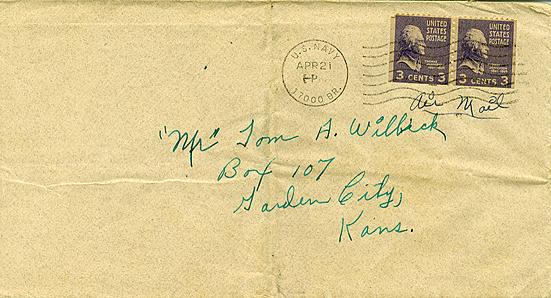 U.S. NAVY
APR 21
P
17000 BR.
UNITED STATES POSTAGE
3 CENTS 3
UNITED STATES POSTAGE
3 CENTS 3
Air Mail
"Mr" Tom A. Wilbeck
Box 107
Garden City,
Kans.